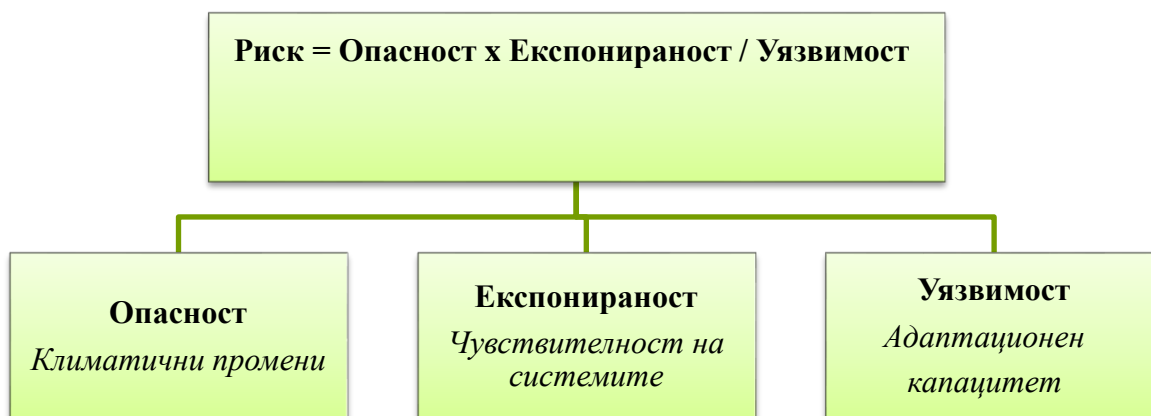 Риск = Опасност x Експонираност / Уязвимост
Опасност
Климатични промени
Експонираност
Чувствителност на
системите
Уязвимост
Адаптационен
капацитет